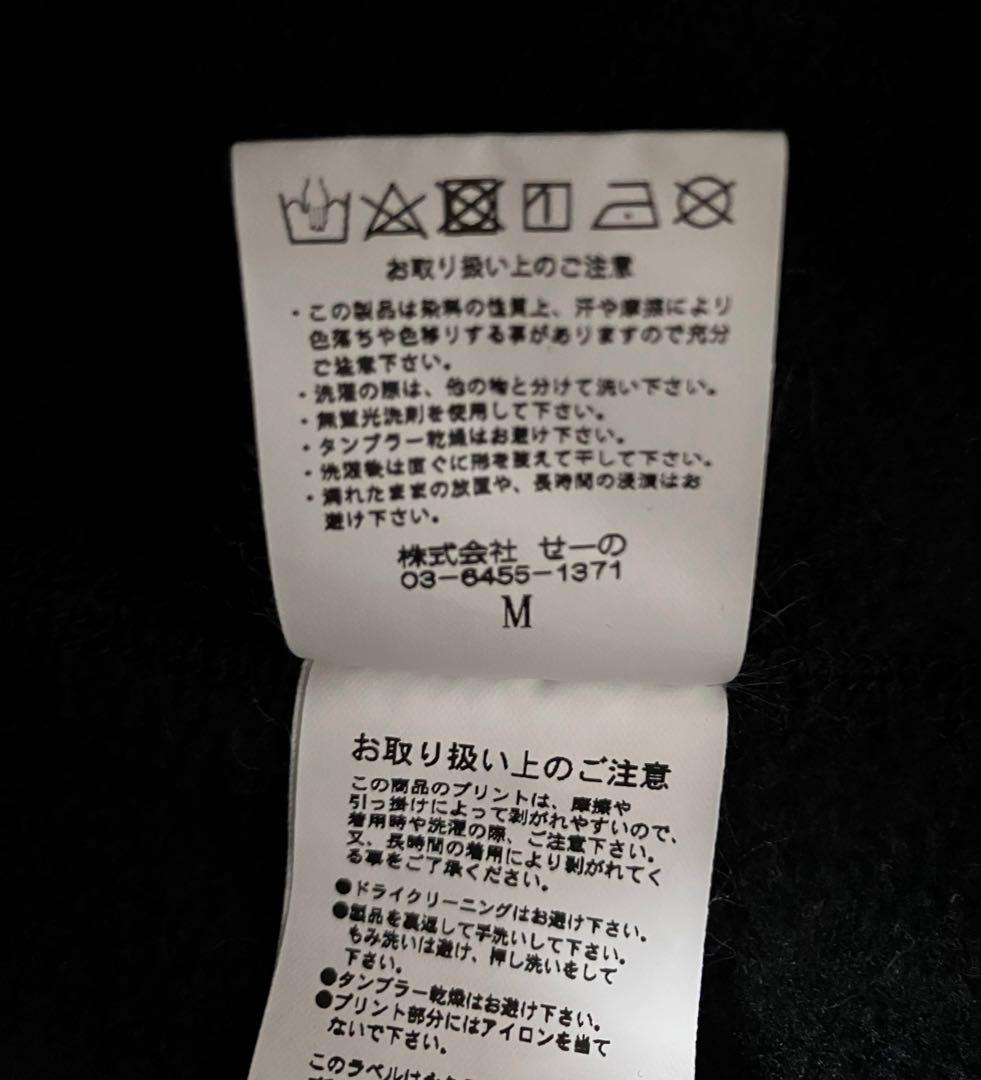 お取り扱い上のご注意
・この製品は染料の性質上、汗や摩擦により
色落ちや色移りする事がありますので充分
ご注意下さい。
・洗濯の際は、他の物と分けて洗い下さい。
・無蛍光洗剤を使用して下さい。
・タンブラー乾燥はお避け下さい。
・洗濯後は直ぐに形を整えて干して下さい。
・濡れたままの放置や、長時間の浸漬はお
避け下さい。
株式会社 せーの
03-6455-1371
M
お取り扱い上のご注意
この商品のプリントは、摩擦や
引っ掛けによって剥がれやすいので、
着用時や洗濯の際、ご注意下さい。
又、長時間の着用により剥がれてく
る事をご了承ください。
●ドライクリーニングはお避け下さい。
●製品を裏返して手洗いして下さい。
もみ洗いは避け、押し洗いをして
下さい。
●タンブラー乾燥はお避け下さい。
●プリント部分にはアイロンを当て
ないで下さい。
このラベルは